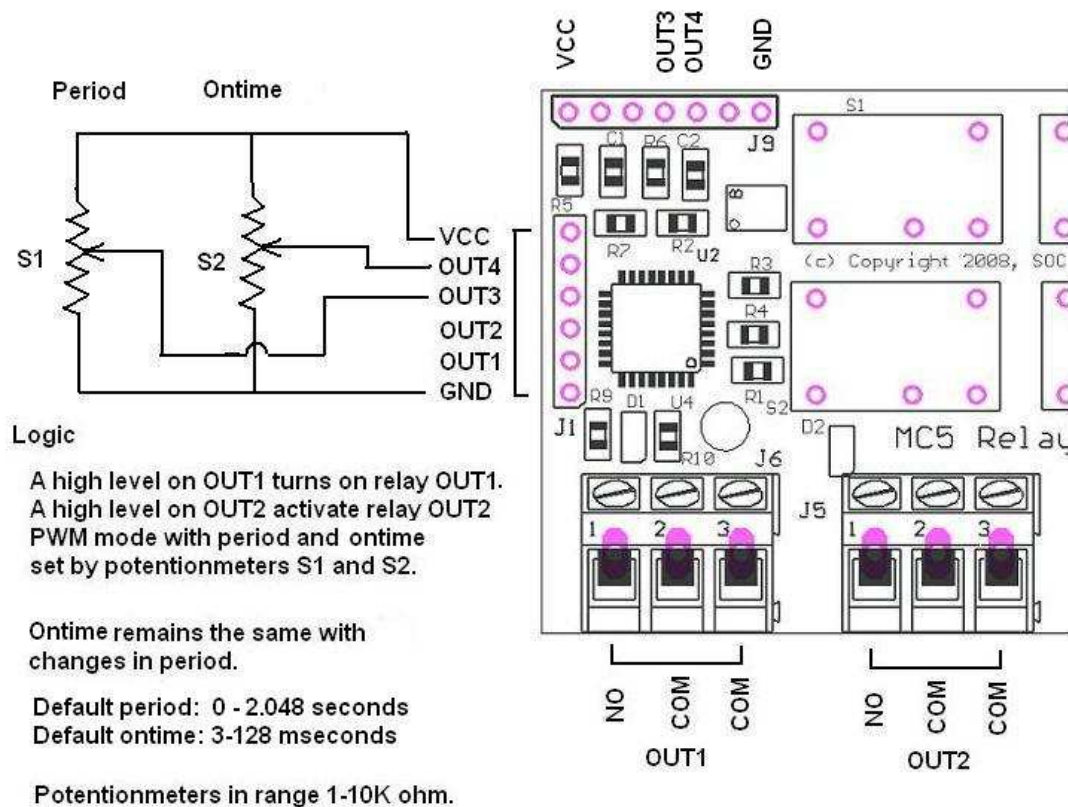 VCC
OUT3
OUT4
GND
Period Ontime
S1
J9
C1
R6
C2
R5
B
R7
R2
U2
S1
S2
VCC
OUT4
OUT3
OUT2
OUT1
GND
(c) Copyright 2008, SOC
R3
R4
R1
S2
D
R9
D1
U4
R10
J1
J6
D2
MC5 Relay
J5
1 2 3
1 2 3
Logic
A high level on OUT1 turns on relay OUT1.
A high level on OUT2 activate relay OUT2
PWM mode with period and ontime
set by potentionmeters S1 and S2.
Ontime remains the same with
changes in period.
Default period: 0 - 2.048 seconds
Default ontime: 3-128 mseconds
Potentionmeters in range 1-10K ohm.
NO
COM
COM
OUT1
NO
COM
COM
OUT2